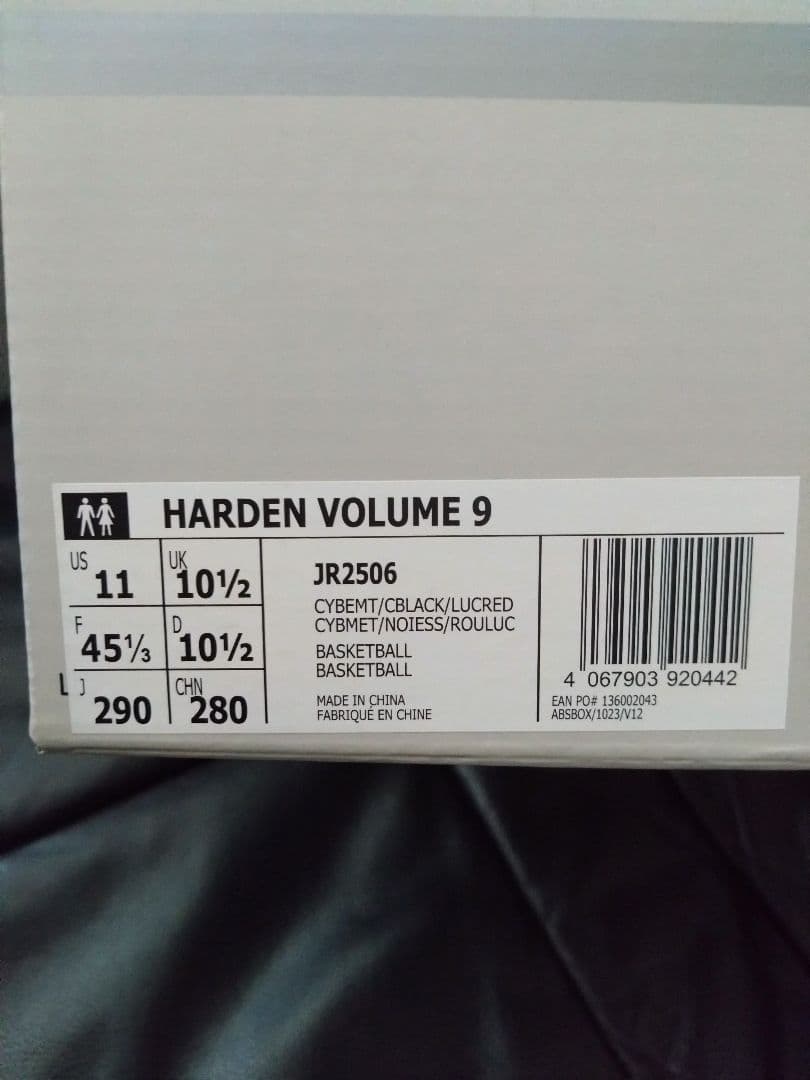 HARDEN VOLUME 9
US 11 UK 10½
F 45⅓ D 10½
J 290 CHN 280
JR2506
CYBEMT/CBLACK/LUCRED
CYBMET/NOIESS/ROULUC
BASKETBALL
BASKETBALL
MADE IN CHINA
FABRIQUÉ EN CHINE
4 067903 920442
EAN PO# 136002043
ABSBOX/1023/V12